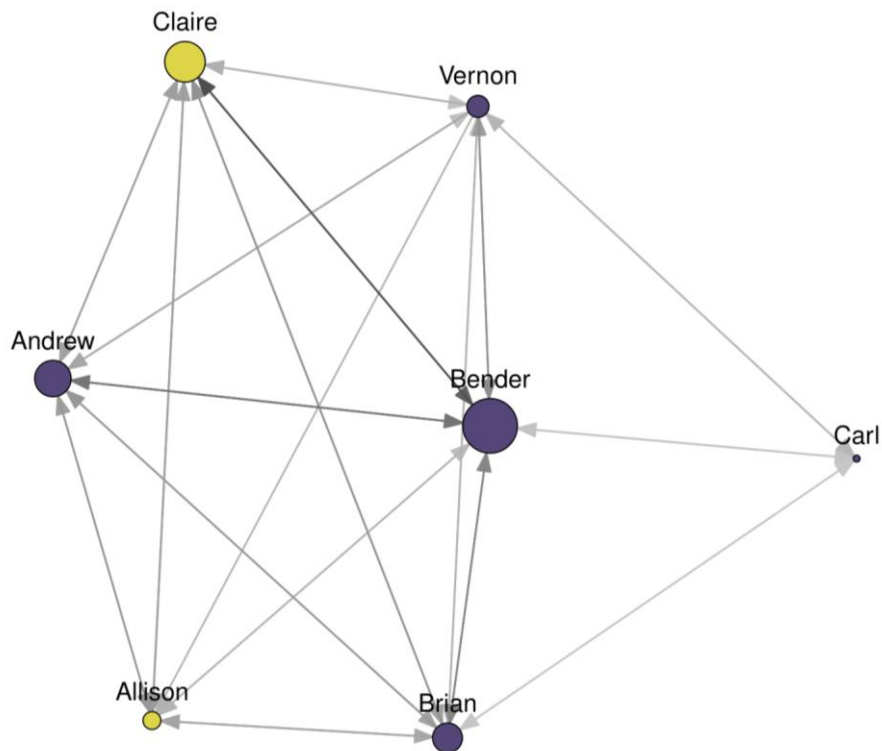 Claire
Vernon
Andrew
Bender
Carl
Allison
Brian